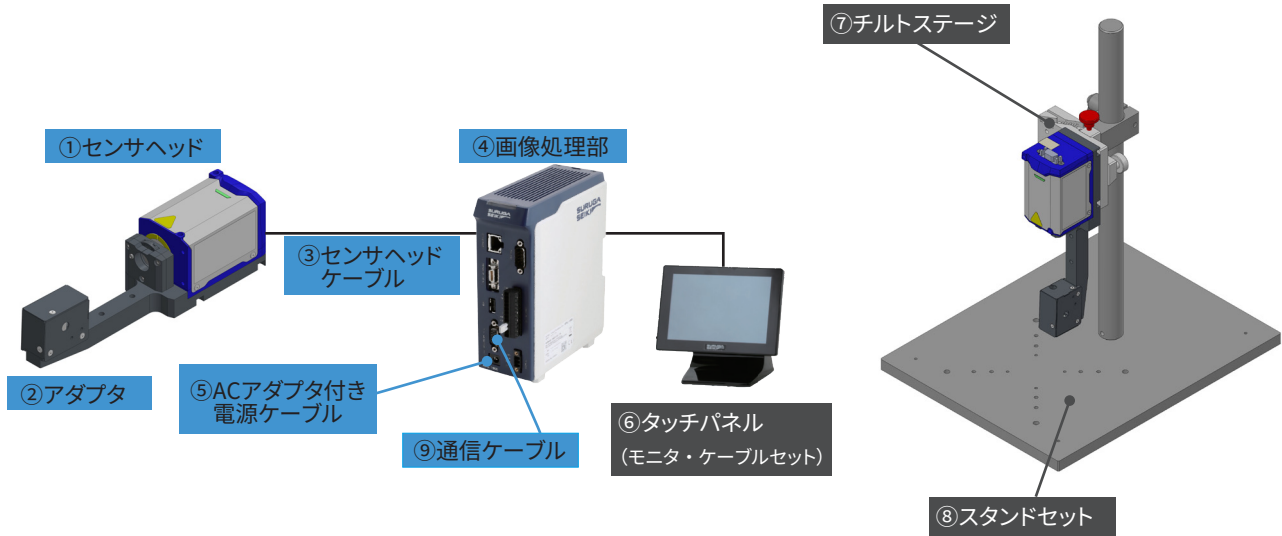 ⑦チルトステージ
①センサヘッド
④画像処理部
SURUGA
SEIKI
SURUGA
SEIKI
③センサヘッド
ケーブル
SURUGA SEIKI
②アダプタ
⑤ACアダプタ付き
電源ケーブル
⑥タッチパネル
（モニタ・ケーブルセット）
⑨通信ケーブル
⑧スタンドセット